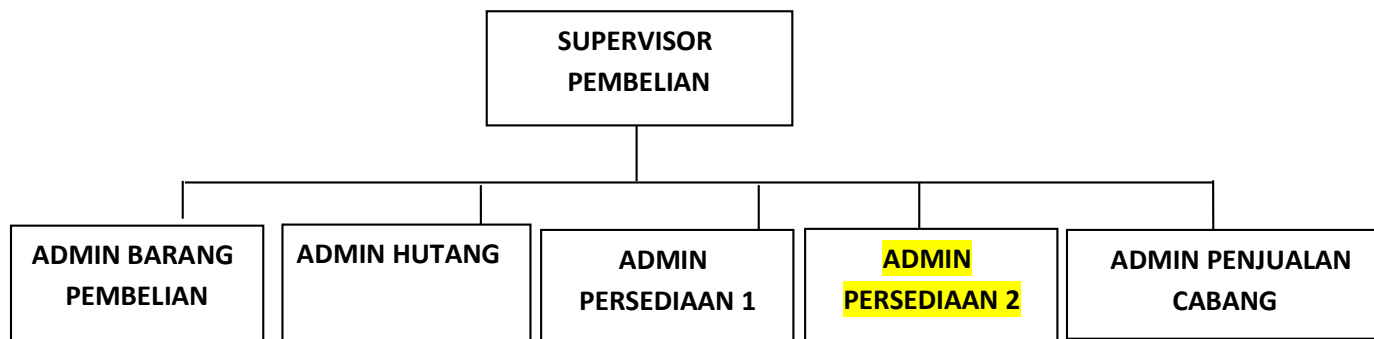 SUPERVISOR
PEMBELIAN
ADMIN BARANG
PEMBELIAN
ADMIN HUTANG
ADMIN
PERSEDIAAN 1
ADMIN
PERSEDIAAN 2
ADMIN PENJUALAN
CABANG